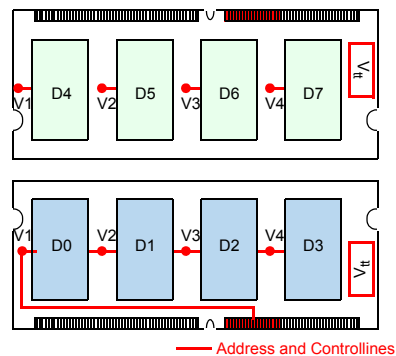 D4 D5 D6 D7 Vtt
V1 V2 V3 V4
V1 V2 V3 V4
D0 D1 D2 D3 Vtt
Address and Controllines